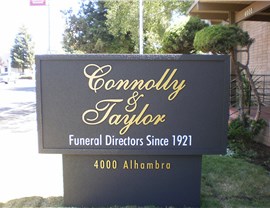 Connolly
&
Taylor
Funeral Directors Since 1921
4000 Alhambra